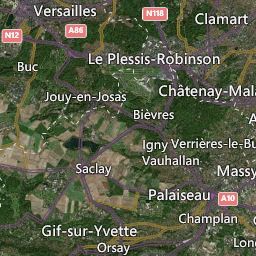 Versailles
N118
Clamart
A86
N12
Le Plessis-Robinson
Buc
Châtenay-Mala
Jouy-en-Josas
Bièvres
Igny
Verrières-le-Bu
Vauhallan
Saclay
Massy
Palaiseau
A10
Champlan
Gif-sur-Yvette
Orsay
Long